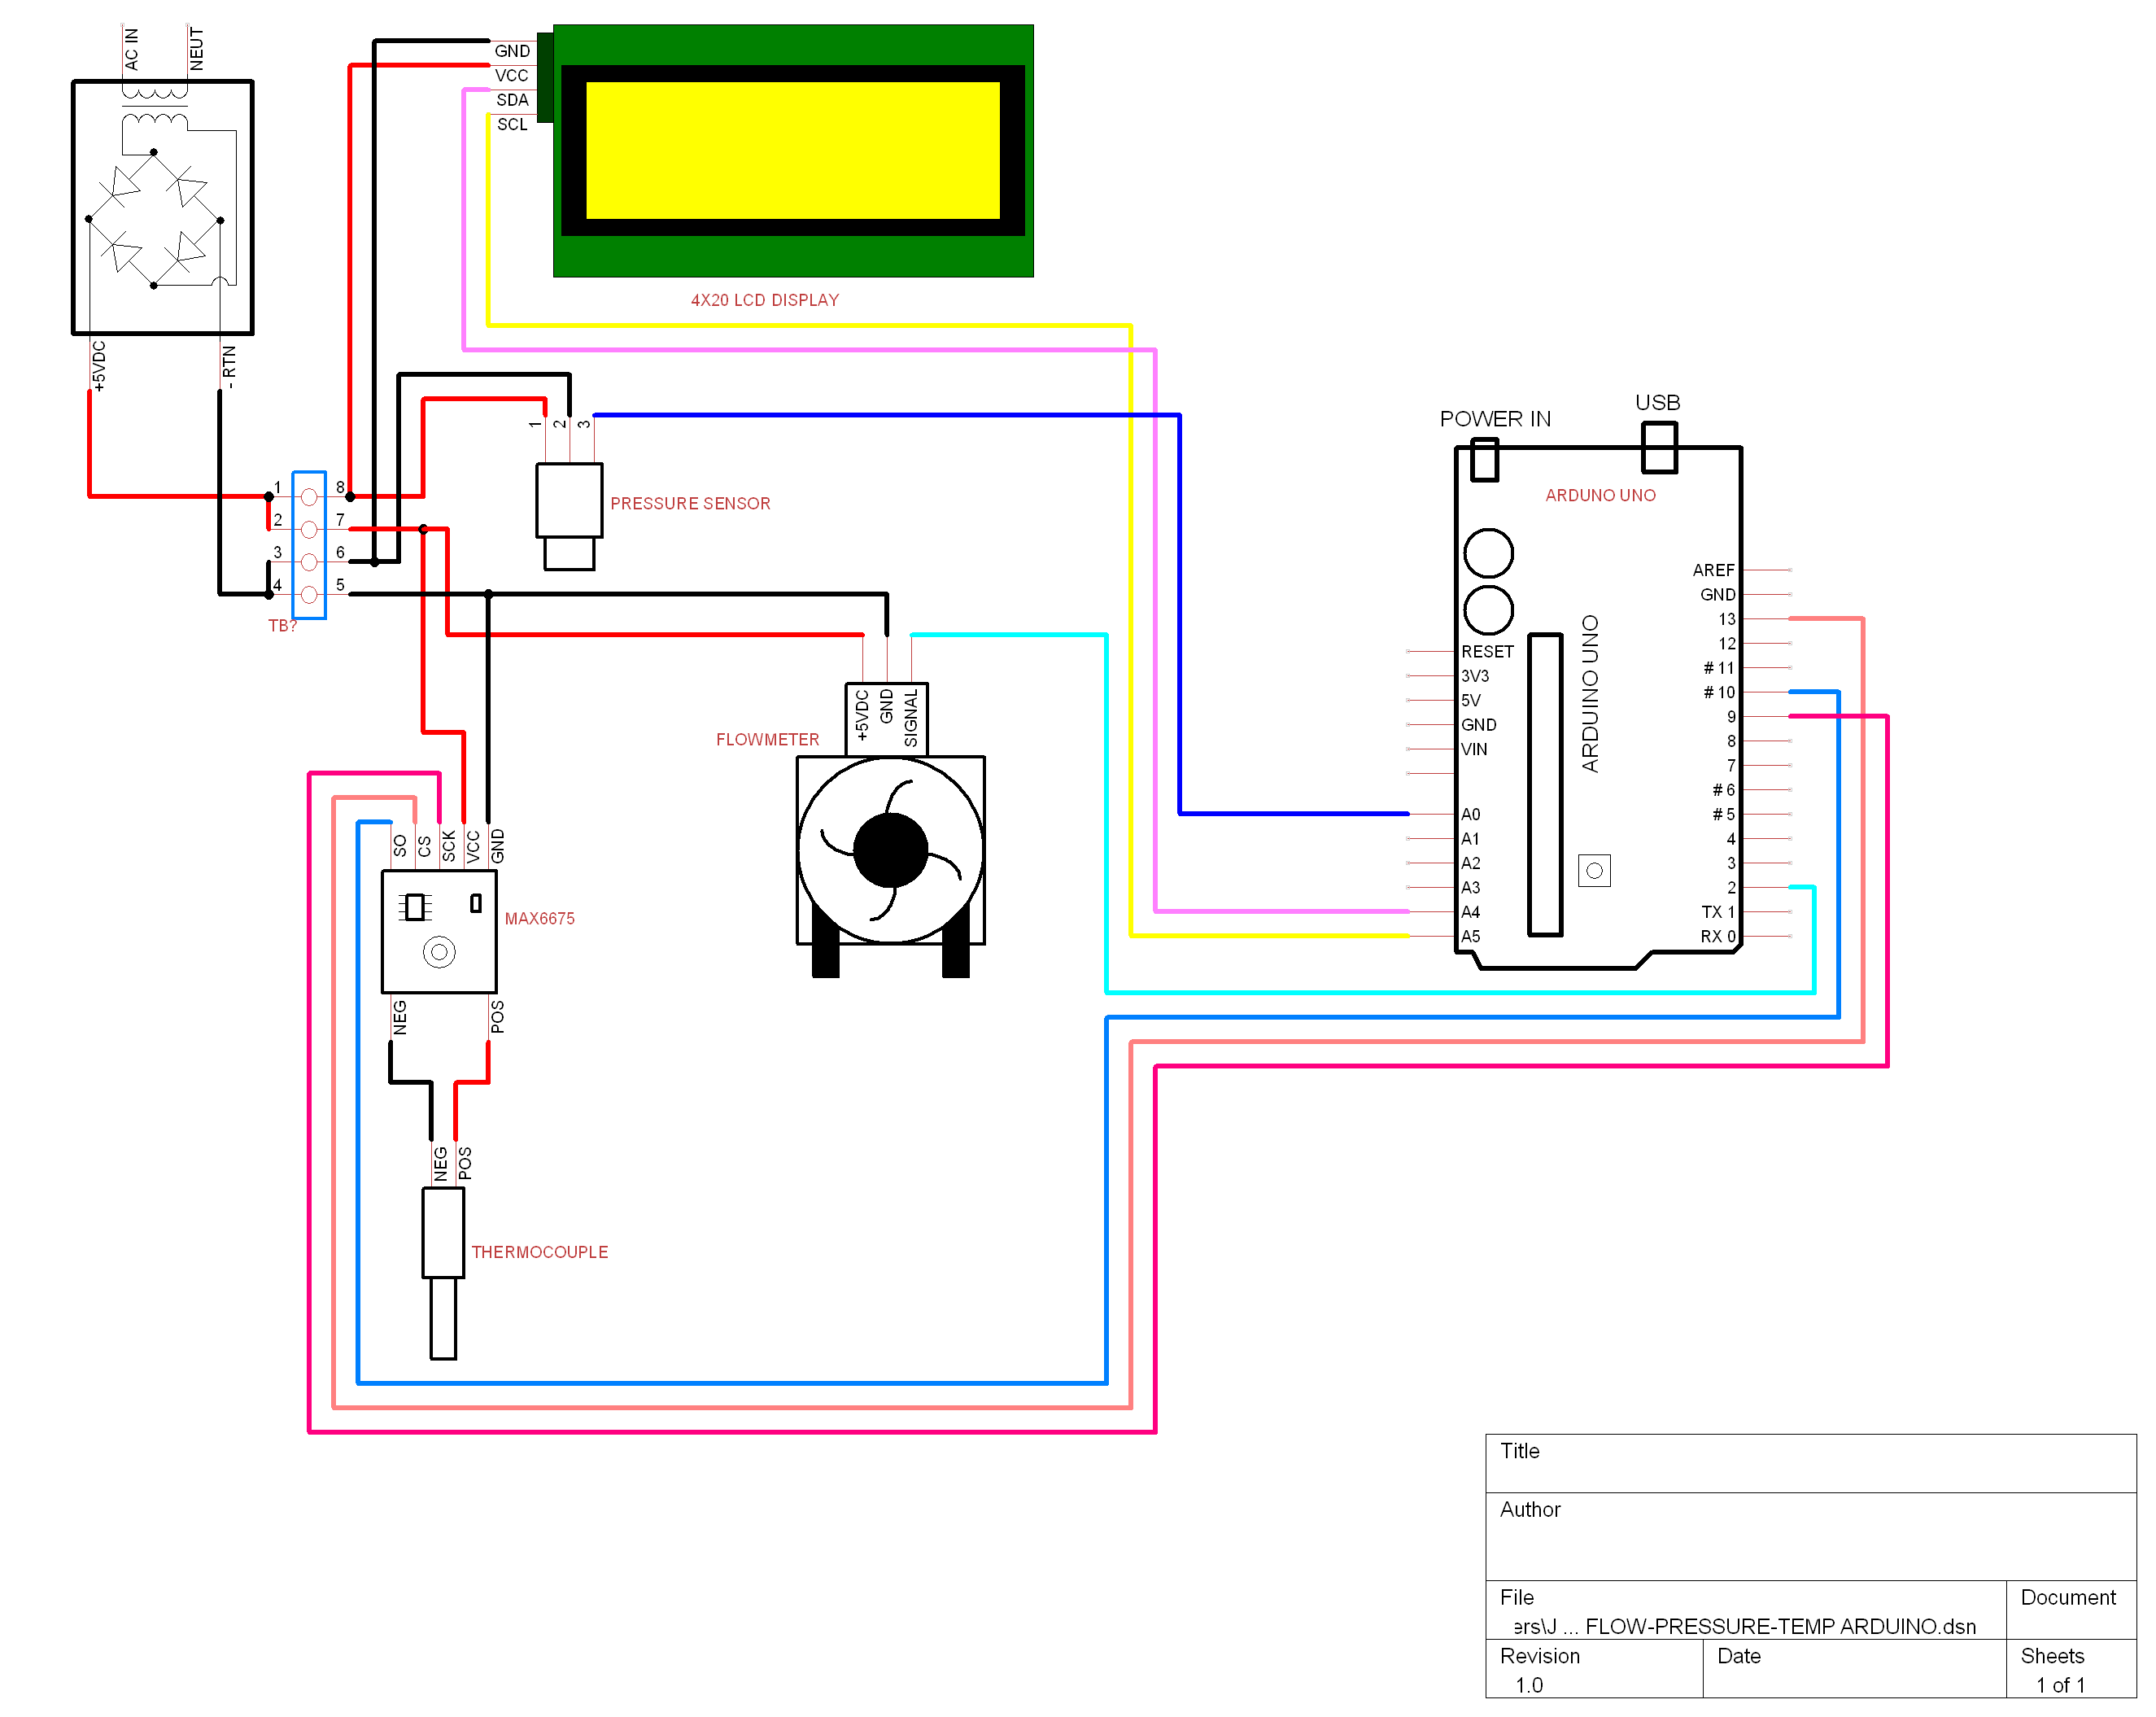 AC IN
NEUT
+5VDC
- RTN
GND
VCC
SDA
SCL
4X20 LCD DISPLAY
1
2
3
PRESSURE SENSOR
1
2
3
4
8
7
6
5
TB?
+5VDC
GND
SIGNAL
FLOWMETER
SO
CS
SCK
VCC
GND
MAX6675
NEG
POS
NEG
POS
THERMOCOUPLE
POWER IN
USB
ARDUNO UNO
ARDUINO UNO
RESET
3V3
5V
GND
VIN
A0
A1
A2
A3
A4
A5
AREF
GND
13
12
# 11
# 10
9
8
7
# 6
# 5
4
3
2
TX 1
RX 0
Title
Author
File
ers\J ... FLOW-PRESSURE-TEMP ARDUINO.dsn
Document
Revision
1.0
Date
Sheets
1 of 1